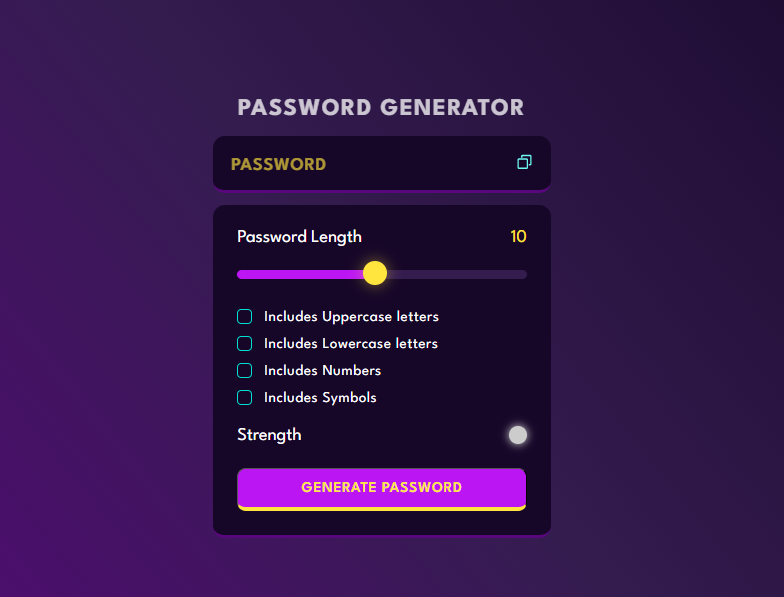 PASSWORD GENERATOR
PASSWORD
Password Length 10
Includes Uppercase letters
Includes Lowercase letters
Includes Numbers
Includes Symbols
Strength
GENERATE PASSWORD